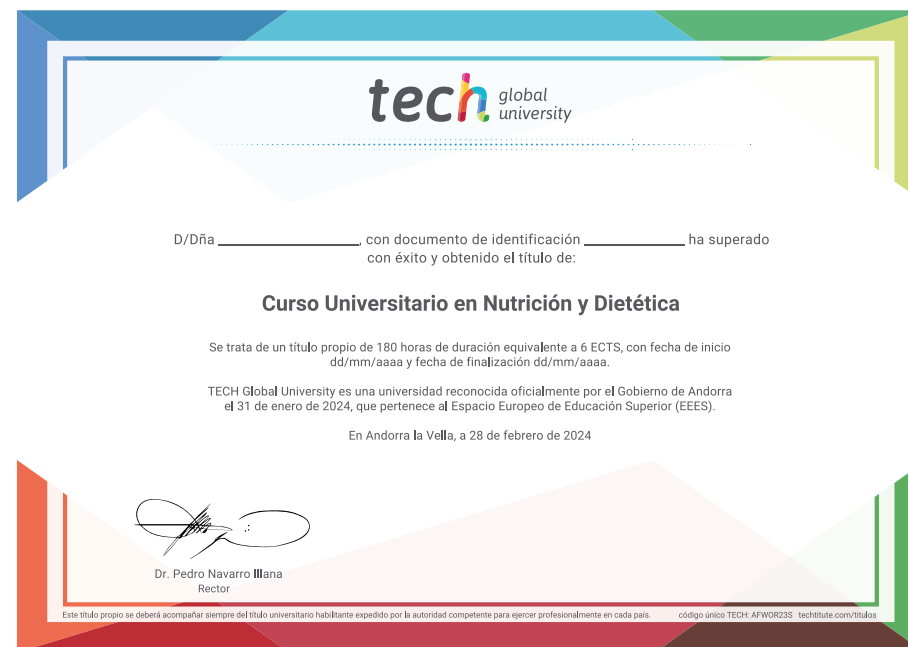 tech global university
D/Dña ____________________, con documento de identificación ______________ ha superado
con éxito y obtenido el título de:
Curso Universitario en Nutrición y Dietética
Se trata de un título propio de 180 horas de duración equivalente a 6 ECTS, con fecha de inicio
dd/mm/aaaa y fecha de finalización dd/mm/aaaa.
TECH Global University es una universidad reconocida oficialmente por el Gobierno de Andorra
el 31 de enero de 2024, que pertenece al Espacio Europeo de Educación Superior (EEES).
En Andorra la Vella, a 28 de febrero de 2024
Dr. Pedro Navarro Illana
Rector
Este título propio se deberá acompañar siempre del título universitario habilitante expedido por la autoridad competente para ejercer profesionalmente en cada país. código único TECH: AFWOR23S techtitute.com/titulos